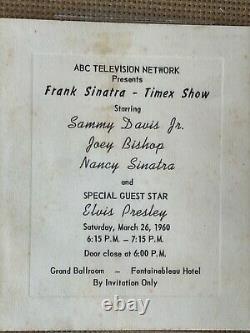 ABC TELEVISION NETWORK
Presents
Frank Sinatra - Timex Show
Starring
Sammy Davis Jr.
Joey Bishop
Nancy Sinatra
and
SPECIAL GUEST STAR
Elvis Presley
Saturday, March 26, 1960
6:15 P.M. - 7:15 P.M.
Door close at 6:00 P.M.
Grand Ballroom - Fontainebleau Hotel
By Invitation Only
©wahz.com